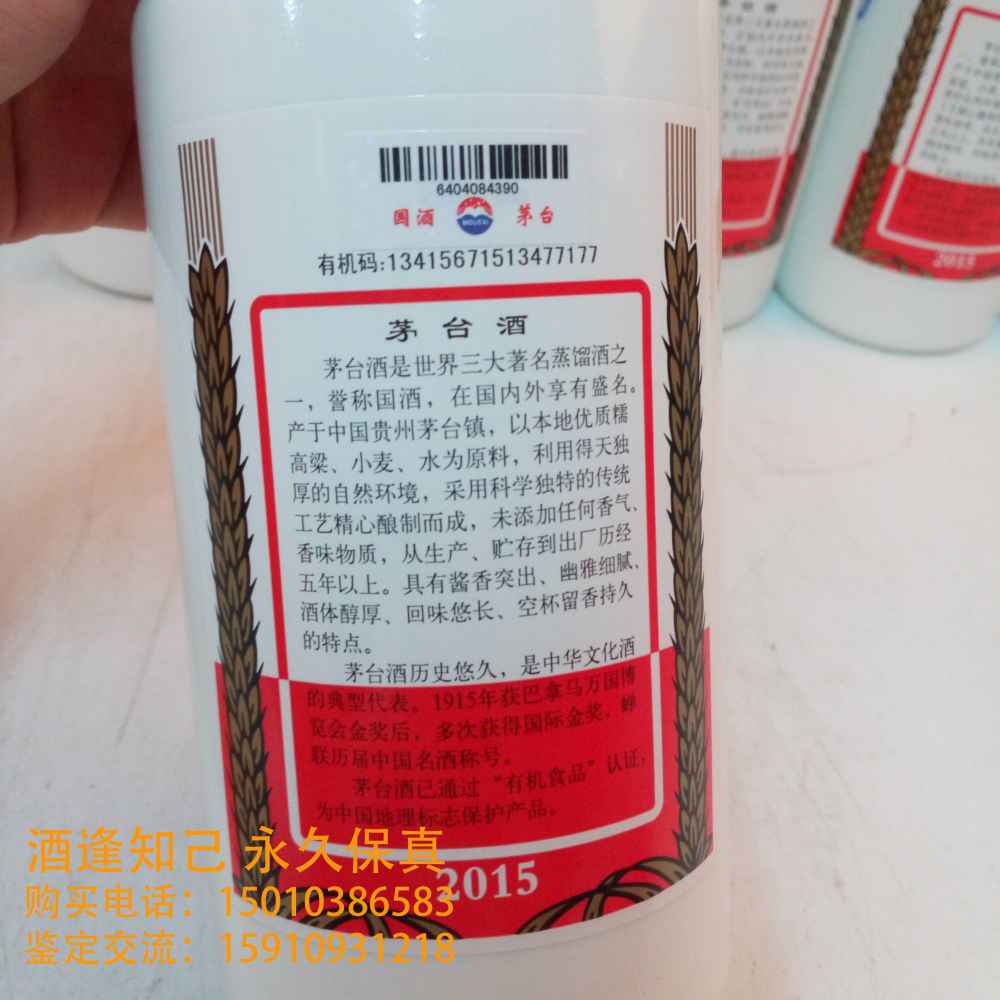 6404084390
国酒 茅台
MOUTAI
有机码:13415671513477177
茅台酒
茅台酒是世界三大著名蒸馏酒之
一，誉称国酒，在国内外享有盛名。
产于中国贵州茅台镇，以本地优质糯
高粱、小麦、水为原料，利用得天独
厚的自然环境，采用科学独特的传统
工艺精心酿制而成，未添加任何香气、
香味物质，从生产、贮存到出厂历经
五年以上。具有酱香突出、幽雅细腻、
酒体醇厚、回味悠长、空杯留香持久
的特点。
茅台酒历史悠久，是中华文化酒
的典型代表。1915年获巴拿马万国博
览会金奖后，多次获得国际金奖，蝉
联历届中国名酒称号。
茅台酒已通过“有机食品”认证，
为中国地理标志保护产品。
2015
2015
酒逢知己 永久保真
购买电话：15010386583
鉴定交流：15910931218